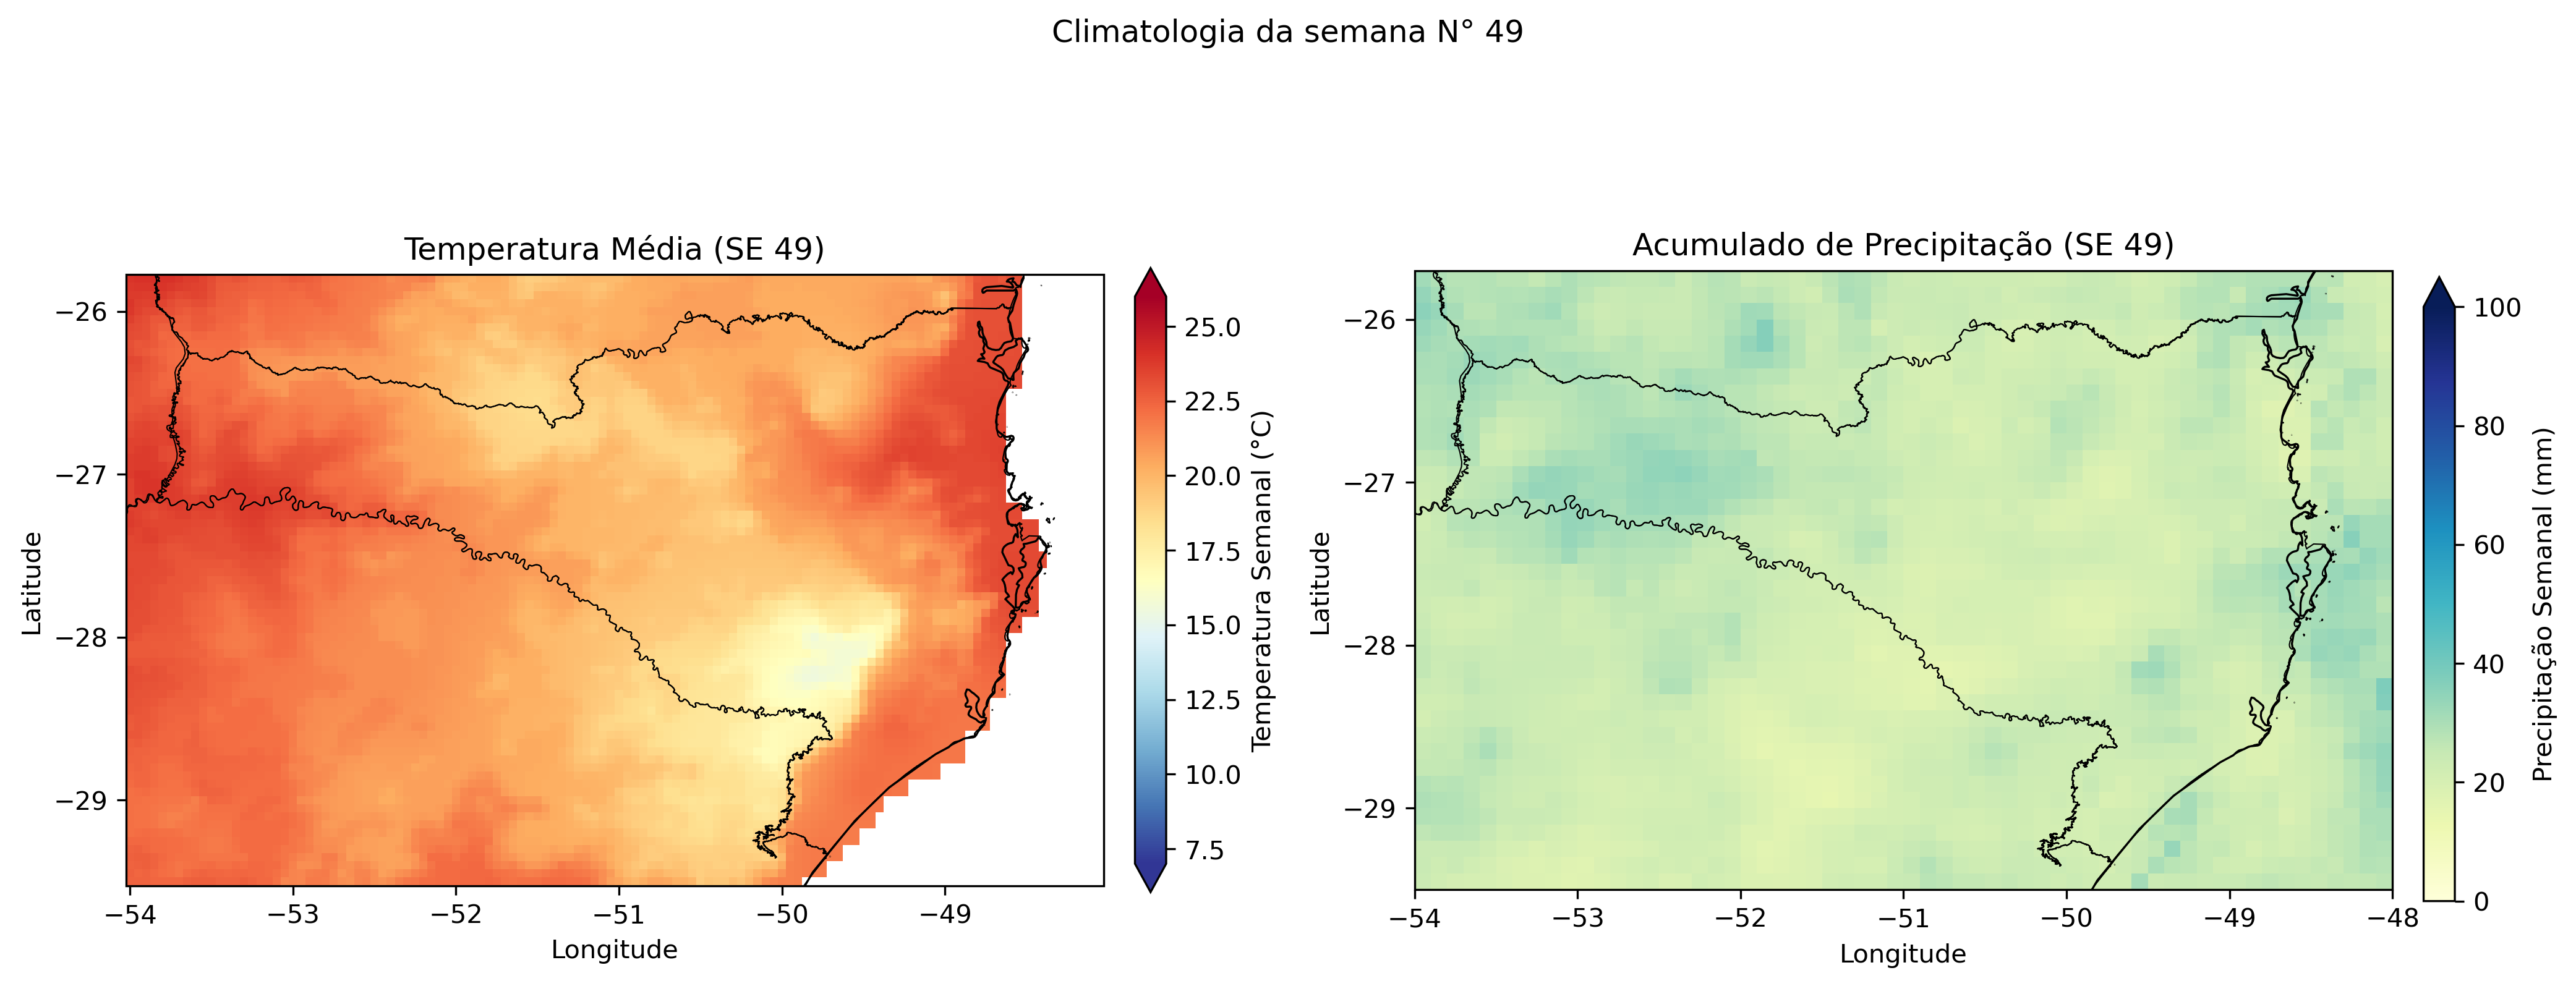 Climatologia da semana N° 49
Temperatura Média (SE 49)
−26
−27
−28
−29
Latitude
−54 −53 −52 −51 −50 −49
Longitude
25.0
22.5
20.0
17.5
15.0
12.5
10.0
7.5
Temperatura Semanal (°C)
Acumulado de Precipitação (SE 49)
−26
−27
−28
−29
Latitude
−54 −53 −52 −51 −50 −49 −48
Longitude
100
80
60
40
20
0
Precipitação Semanal (mm)